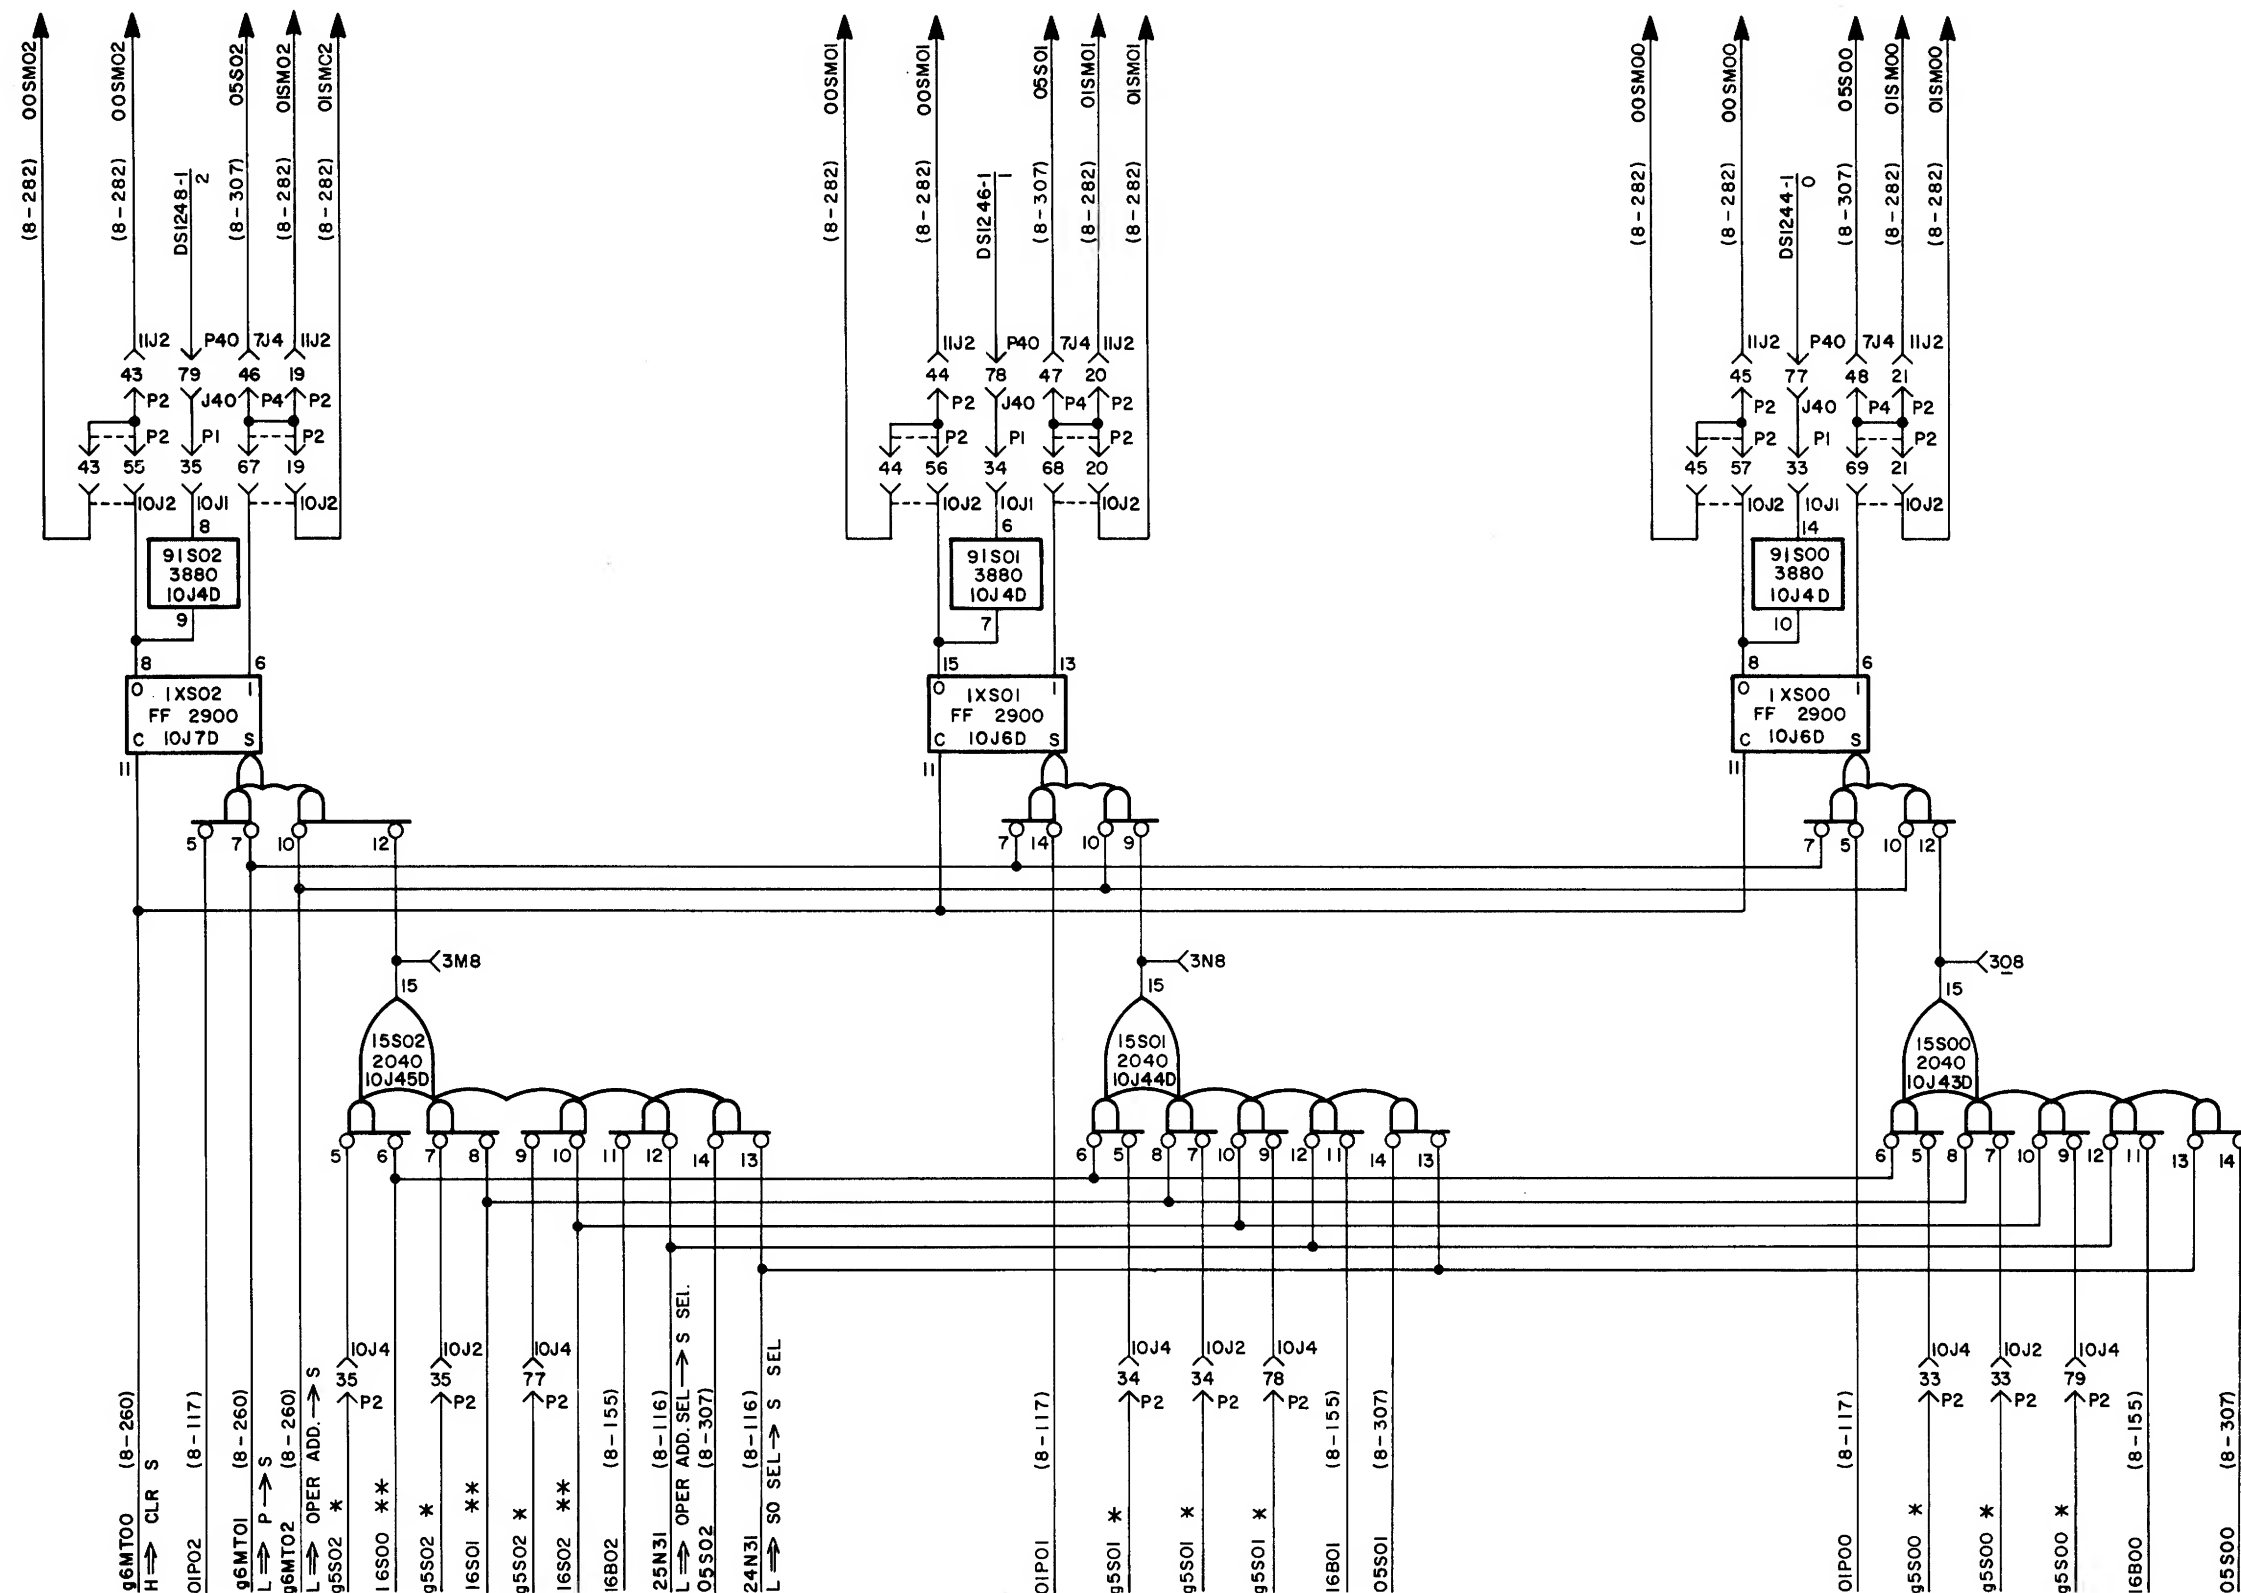 (8-282) 00SM02
(8-282) 00SM02
DS1248-1
2
(8-307) 05S02
(8-282) 01SM02
(8-282) 01SM02
(8-282) 00SM01
(8-282) 00SM01
DS1246-1
1
(8-307) 05S01
(8-282) 01SM01
(8-282) 01SM01
(8-282) 00SM00
(8-282) 00SM00
DS1244-1
0
(8-307) 05S00
(8-282) 01SM00
(8-282) 01SM00
11J2 P40 7J4 11J2
43 79 46 19
P2 J40 P4 P2
P2 P1 P2
43 55 35 67 19
10J2 10J1 10J2
8
91S02
3880
10J4D
9
8 6
0 1XS02 1
FF 2900
C 10J7D S
11
5 7 10 12
11J2 P40 7J4 11J2
44 78 47 20
P2 J40 P4 P2
P2 P1 P2
44 56 34 68 20
10J2 10J1 10J2
6
91S01
3880
10J4D
7
15 13
0 1XS01 1
FF 2900
C 10J6D S
11
7 14 10 9
11J2 P40 7J4 11J2
45 77 48 21
P2 J40 P4 P2
P2 P1 P2
45 57 33 69 21
10J2 10J1 10J2
14
91S00
3880
10J4D
10
8 6
0 1XS00 1
FF 2900
C 10J6D S
11
7 5 10 12
3M8
15
15S02
2040
10J45D
5 6 7 8 9 10 11 12 14 13
3N8
15
15S01
2040
10J44D
6 5 8 7 10 9 12 11 14 13
3O8
15
15S00
2040
10J43D
6 5 8 7 10 9 12 11 13 14
10J4 10J2 10J4
35 35 77
P2 P2 P2
10J4 10J2 10J4
34 34 78
P2 P2 P2
10J4 10J2 10J4
33 33 79
P2 P2 P2
g6MT00 (8-260)
H⇒ CLR S
01P02 (8-117)
g6MT01 (8-260)
L⇒ P→S
g6MT02 (8-260)
L⇒ OPER ADD.→S
g5S02 *
16S00 **
g5S02 *
16S01 **
g5S02 *
16S02 **
16B02 (8-155)
25N31 (8-116)
L⇒ OPER ADD. SEL→S SEL.
05S02 (8-307)
24N31 (8-116)
L⇒ SO SEL→ S SEL
01P01 (8-117)
g5S01 *
g5S01 *
g5S01 *
16B01 (8-155)
05S01 (8-307)
01P00 (8-117)
g5S00 *
g5S00 *
g5S00 *
16B00 (8-155)
05S00 (8-307)